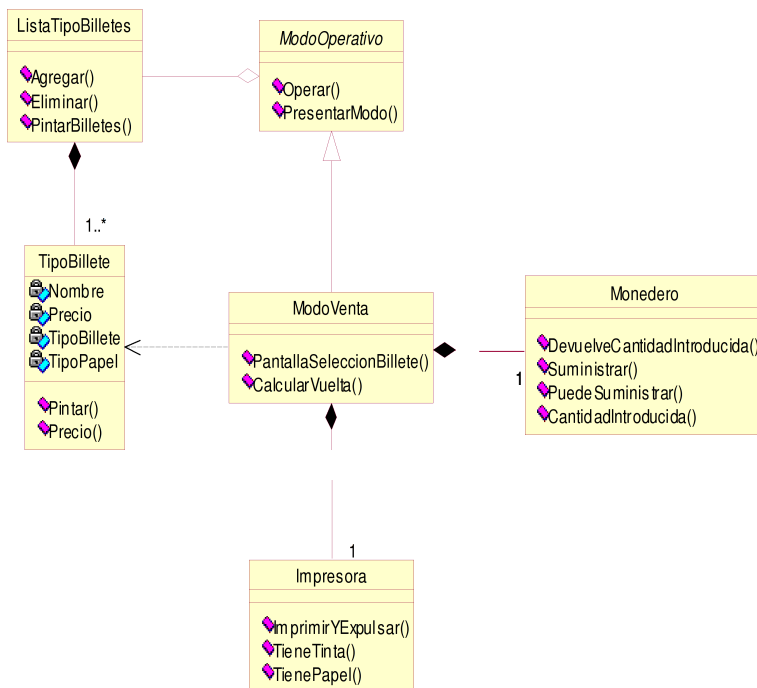 ListaTipoBilletes
Agregar()
Eliminar()
PintarBilletes()
ModoOperativo
Operar()
PresentarModo()
1..*
TipoBillete
Nombre
Precio
TipoBillete
TipoPapel
Pintar()
Precio()
ModoVenta
PantallaSeleccionBillete()
CalcularVuelta()
Monedero
DevuelveCantidadIntroducida()
Suministrar()
PuedeSuministrar()
CantidadIntroducida()
1
1
Impresora
ImprimirYExpulsar()
TieneTinta()
TienePapel()